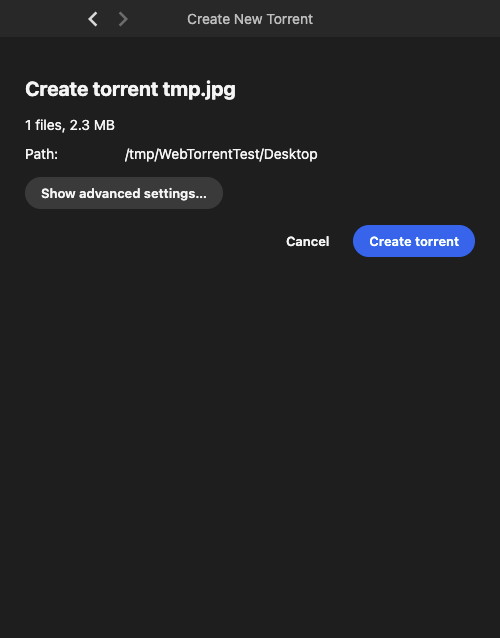 Create New Torrent
Create torrent tmp.jpg
1 files, 2.3 MB
Path: /tmp/WebTorrentTest/Desktop
Show advanced settings...
Cancel Create torrent